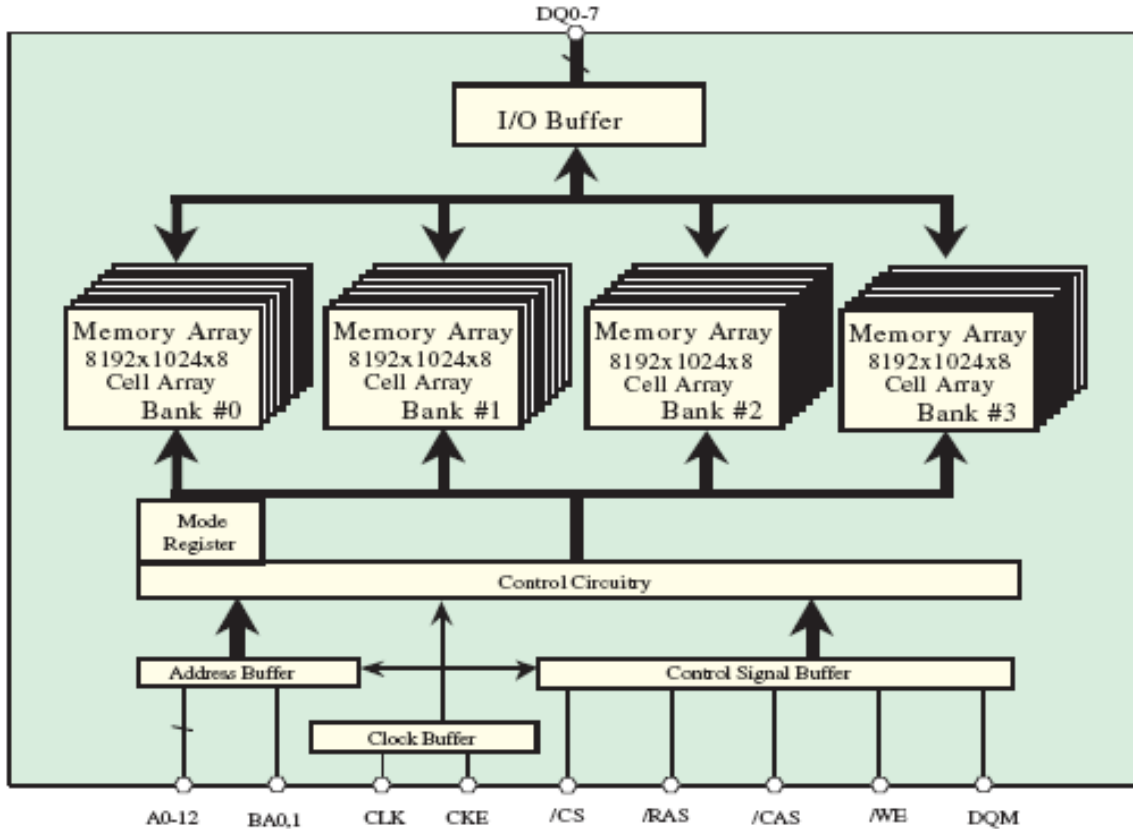 DQ0-7
I/O Buffer
Memory Array
8192x1024x8
Cell Array
Bank #0
Memory Array
8192x1024x8
Cell Array
Bank #1
Memory Array
8192x1024x8
Cell Array
Bank #2
Memory Array
8192x1024x8
Cell Array
Bank #3
Mode
Register
Control Circuitry
Address Buffer
Control Signal Buffer
Clock Buffer
A0-12
BA0,1
CLK
CKE
/CS
/RAS
/CAS
/WE
DQM